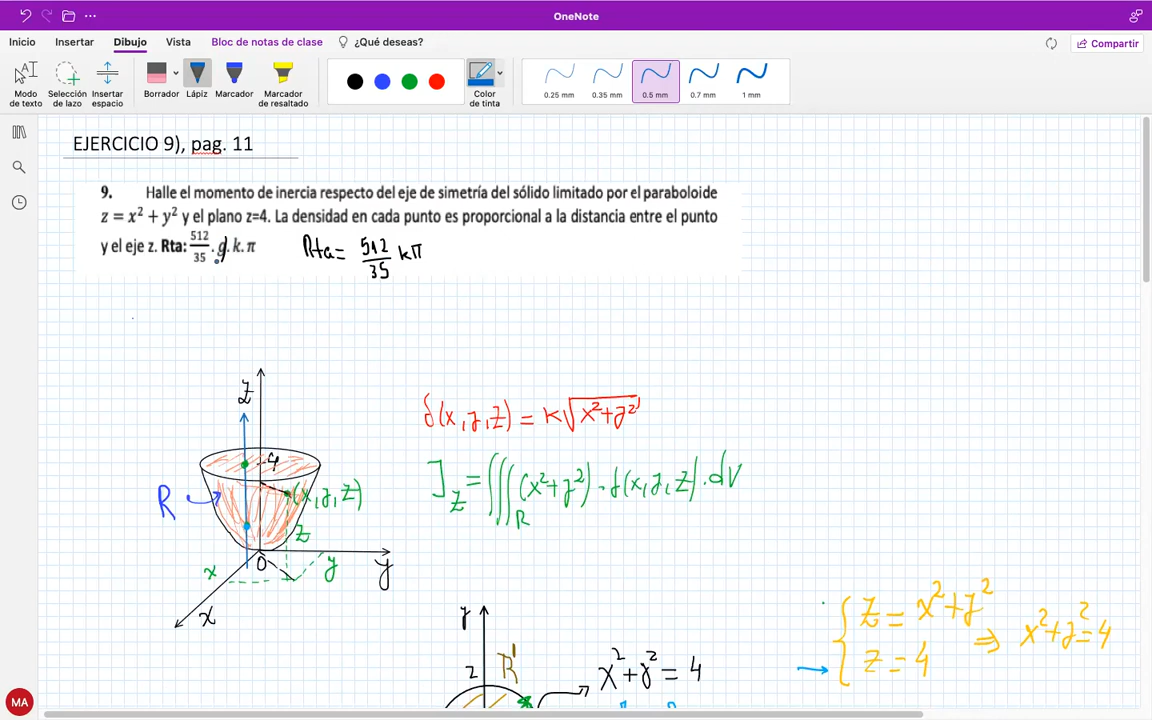 OneNote
Inicio Insertar Dibujo Vista Bloc de notas de clase ¿Qué deseas? Compartir
Modo de texto
Selección de lazo
Insertar espacio
Borrador
Lápiz
Marcador
Marcador de resaltado
Color de tinta
0.25 mm 0.35 mm 0.5 mm 0.7 mm 1 mm
EJERCICIO 9), pag. 11
9. Halle el momento de inercia respecto del eje de simetría del sólido limitado por el paraboloide
z = x² + y² y el plano z=4. La densidad en cada punto es proporcional a la distancia entre el punto
y el eje z. Rta: 512/35 . g. k. π Rta= 512/35 kπ
z
4
R
(x, y, z)
z
x
0
y
y
x
δ(x, y, z) = k√(x²+y²)
I_z = ∭_R (x²+y²) . δ(x, y, z) . dV
{ z = x²+y²
z = 4
⇒ x²+y²=4
y
2
R'
x²+y² = 4
MA